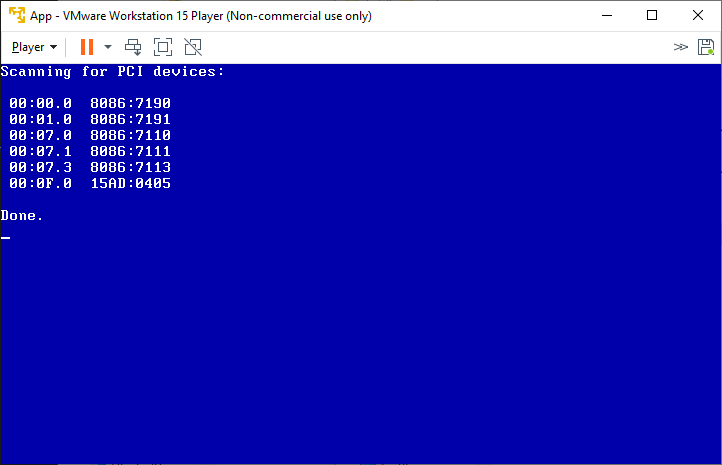 App - VMware Workstation 15 Player (Non-commercial use only)
Player
Scanning for PCI devices:
00:00.0  8086:7190
00:01.0  8086:7191
00:07.0  8086:7110
00:07.1  8086:7111
00:07.3  8086:7113
00:0F.0  15AD:0405
Done.